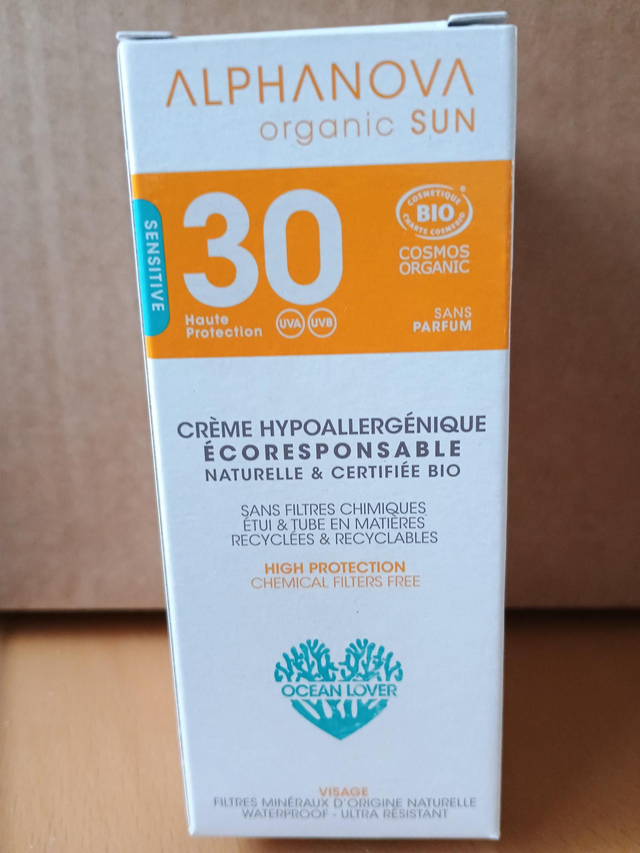 ALPHANOVA
organic SUN
SENSITIVE
30
Haute
Protection
UVA UVB
COSMETIQUE
BIO
CHARTE COSMEBIO
COSMOS
ORGANIC
SANS
PARFUM
CRÈME HYPOALLERGÉNIQUE
ÉCORESPONSABLE
NATURELLE & CERTIFIÉE BIO
SANS FILTRES CHIMIQUES
ÉTUI & TUBE EN MATIÈRES
RECYCLÉES & RECYCLABLES
HIGH PROTECTION
CHEMICAL FILTERS FREE
OCEAN LOVER
VISAGE
FILTRES MINÉRAUX D'ORIGINE NATURELLE
WATERPROOF - ULTRA RÉSISTANT